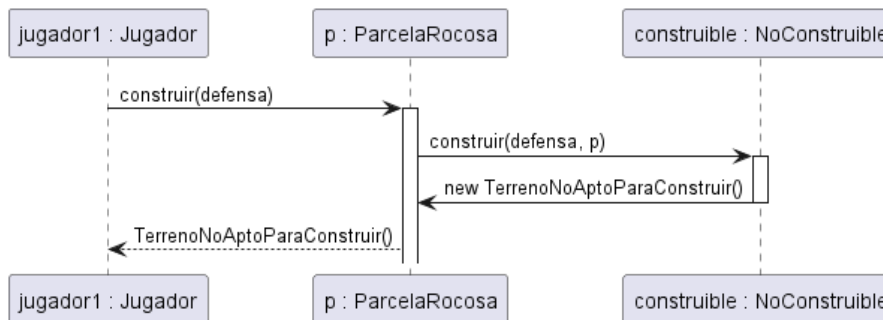 jugador1 : Jugador
p : ParcelaRocosa
construible : NoConstruible
construir(defensa)
construir(defensa, p)
new TerrenoNoAptoParaConstruir()
TerrenoNoAptoParaConstruir()
jugador1 : Jugador
p : ParcelaRocosa
construible : NoConstruible